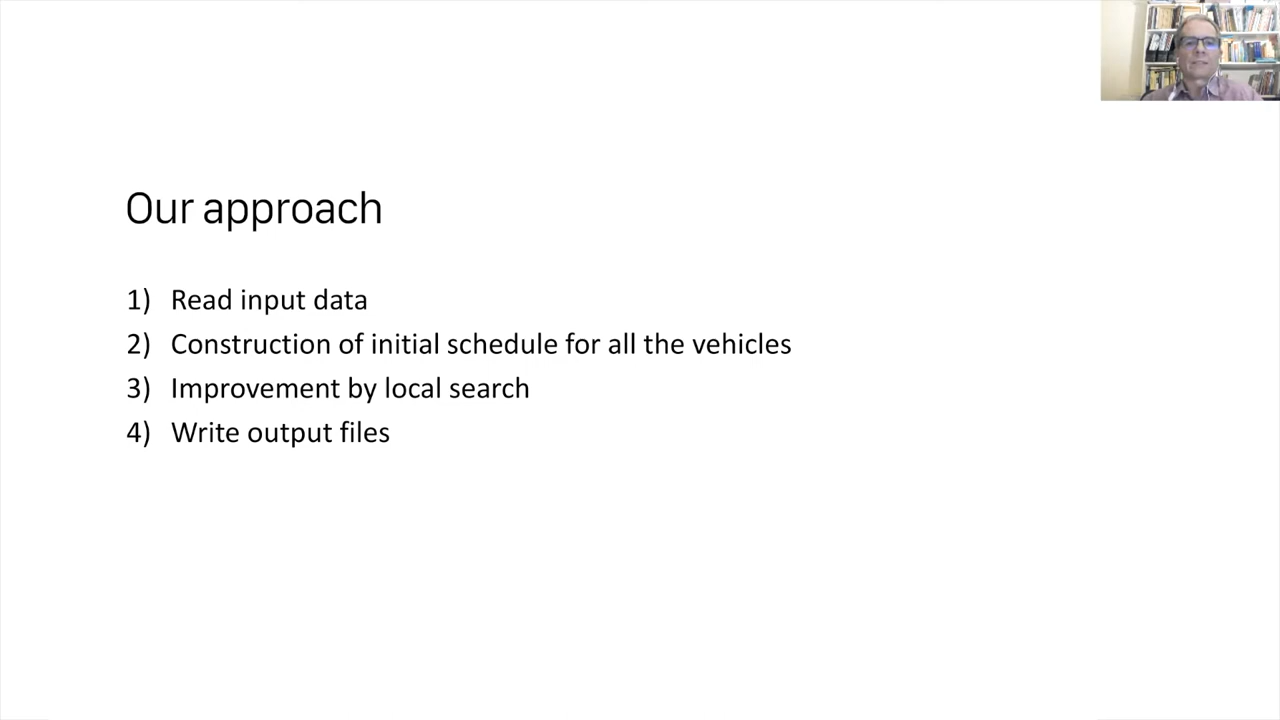 Our approach
1) Read input data
2) Construction of initial schedule for all the vehicles
3) Improvement by local search
4) Write output files